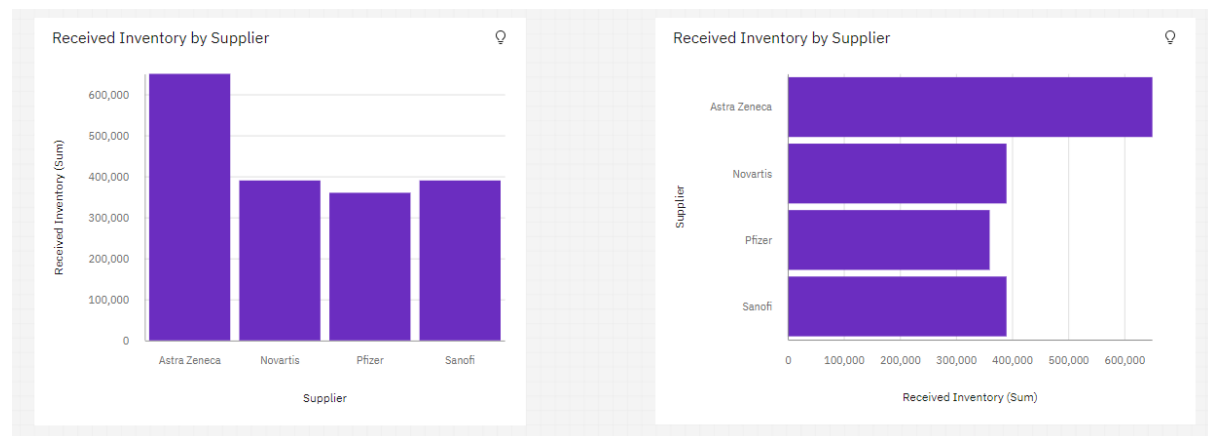 Received Inventory by Supplier
600,000
500,000
400,000
300,000
200,000
100,000
0
Received Inventory (Sum)
Astra Zeneca Novartis Pfizer Sanofi
Supplier
Received Inventory by Supplier
Supplier
Astra Zeneca
Novartis
Pfizer
Sanofi
0 100,000 200,000 300,000 400,000 500,000 600,000
Received Inventory (Sum)